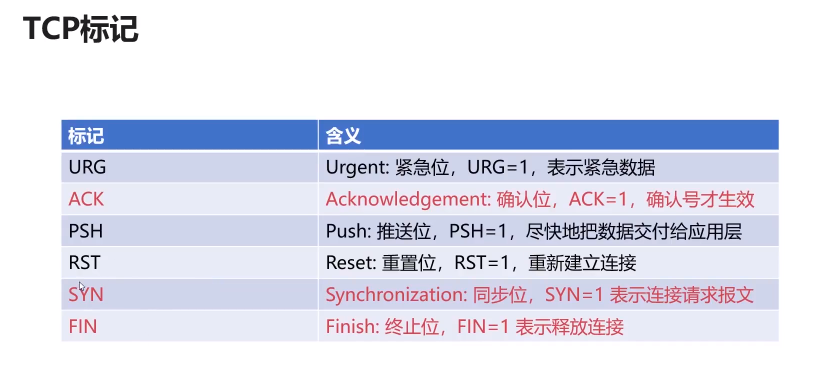 TCP标记
标记 含义
URG Urgent: 紧急位，URG=1，表示紧急数据
ACK Acknowledgement: 确认位，ACK=1，确认号才生效
PSH Push: 推送位，PSH=1，尽快地把数据交付给应用层
RST Reset: 重置位，RST=1，重新建立连接
SYN Synchronization: 同步位，SYN=1 表示连接请求报文
FIN Finish: 终止位，FIN=1 表示释放连接